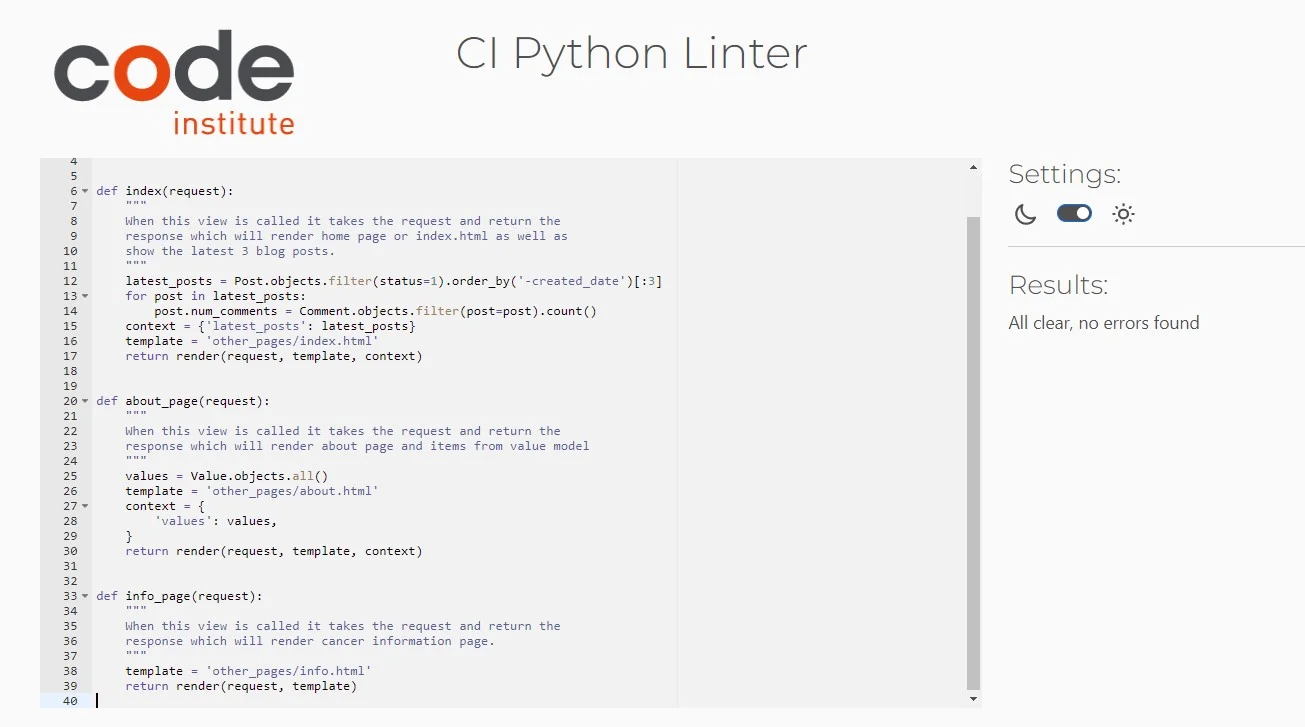 code
institute
CI Python Linter
4
5
6 def index(request):
7 """
8 When this view is called it takes the request and return the
9 response which will render home page or index.html as well as
10 show the latest 3 blog posts.
11 """
12 latest_posts = Post.objects.filter(status=1).order_by('-created_date')[:3]
13 for post in latest_posts:
14 post.num_comments = Comment.objects.filter(post=post).count()
15 context = {'latest_posts': latest_posts}
16 template = 'other_pages/index.html'
17 return render(request, template, context)
18
19
20 def about_page(request):
21 """
22 When this view is called it takes the request and return the
23 response which will render about page and items from value model
24 """
25 values = Value.objects.all()
26 template = 'other_pages/about.html'
27 context = {
28 'values': values,
29 }
30 return render(request, template, context)
31
32
33 def info_page(request):
34 """
35 When this view is called it takes the request and return the
36 response which will render cancer information page.
37 """
38 template = 'other_pages/info.html'
39 return render(request, template)
40
Settings:
Results:
All clear, no errors found